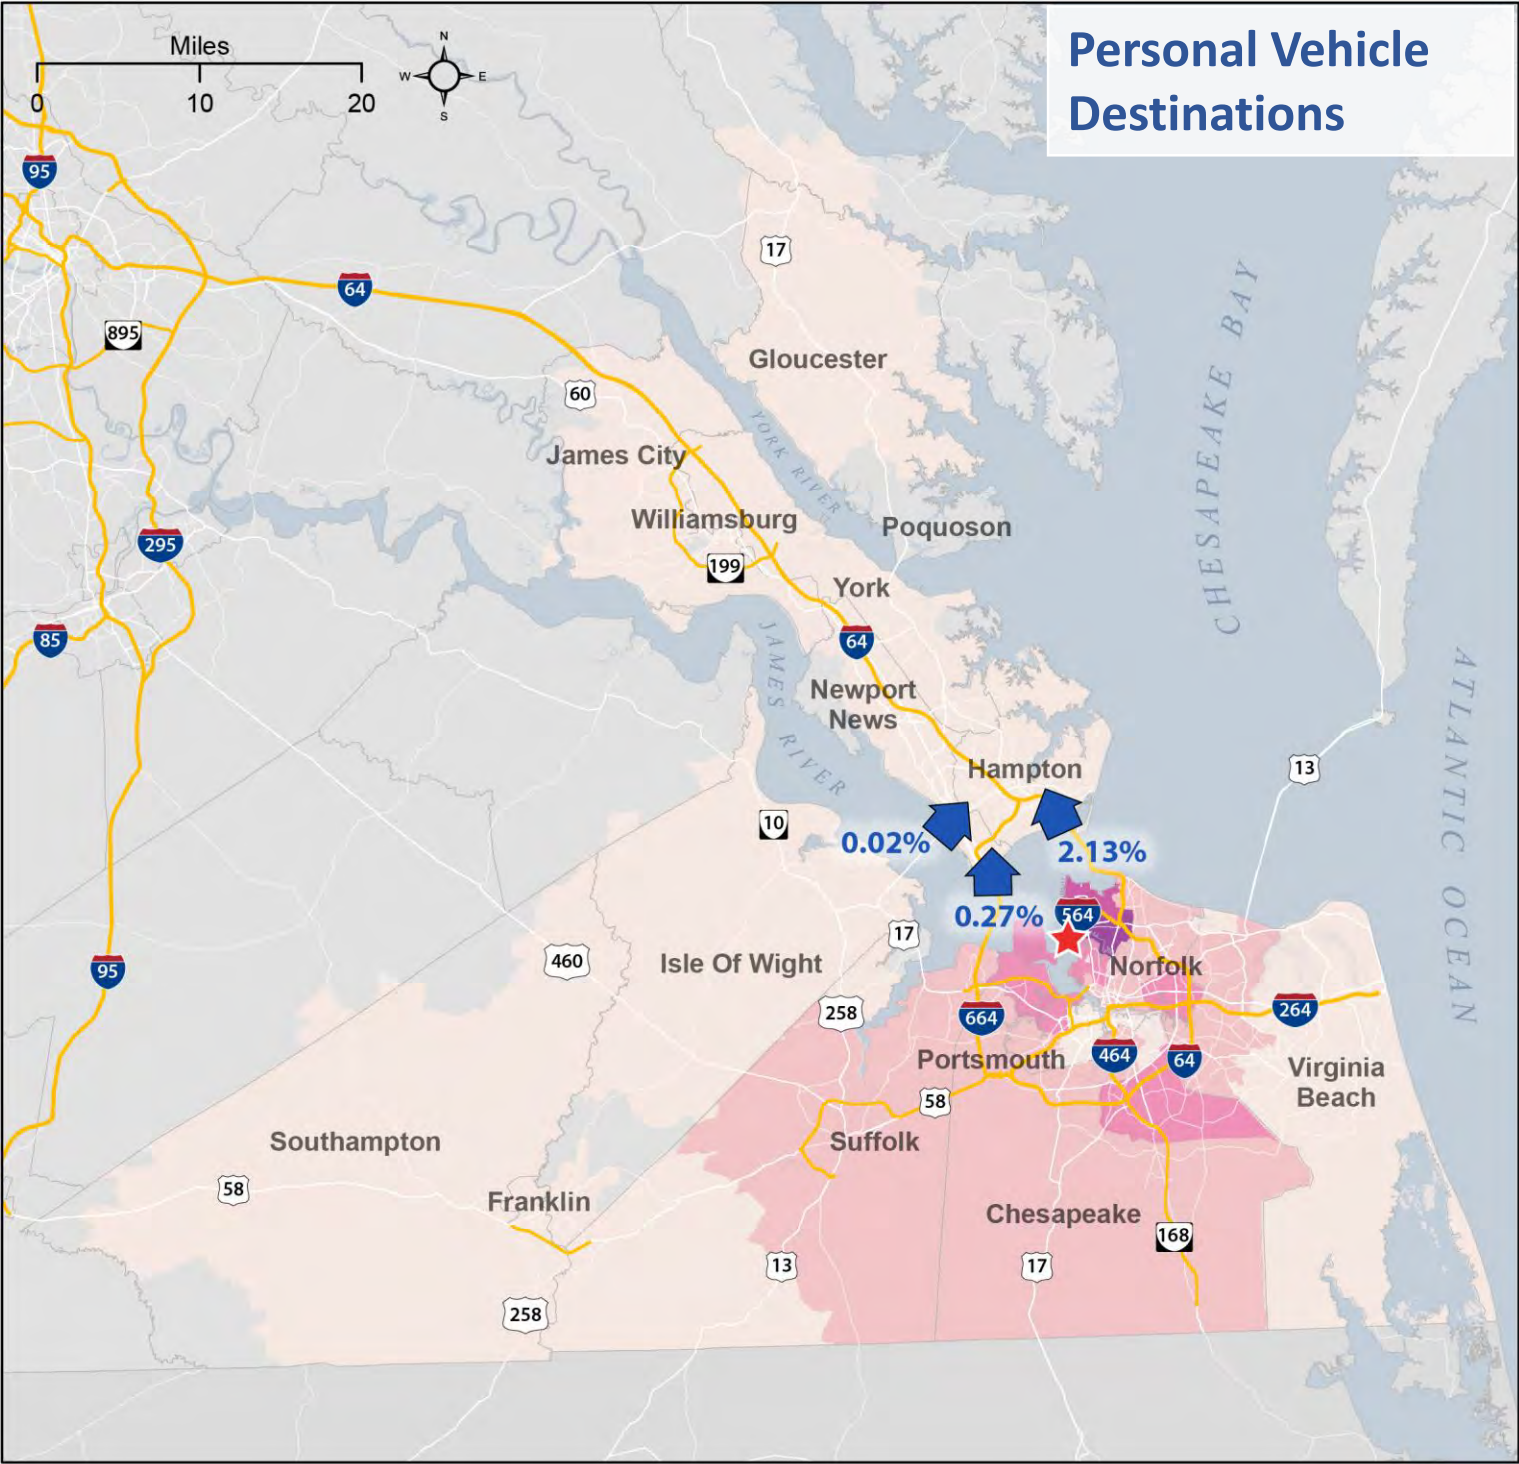 Personal Vehicle
Destinations
Miles
0 10 20
N
W E
S
95
64
895
17
Gloucester
60
James City
YORK RIVER
Williamsburg
Poquoson
199
295
York
85
64
JAMES RIVER
Newport
News
CHESAPEAKE BAY
ATLANTIC OCEAN
Hampton
13
10
0.02%
2.13%
0.27%
564
17
460
Isle Of Wight
Norfolk
95
258
664
264
Portsmouth
464
64
Virginia
Beach
58
Southampton
Suffolk
58
Franklin
Chesapeake
168
13
17
258